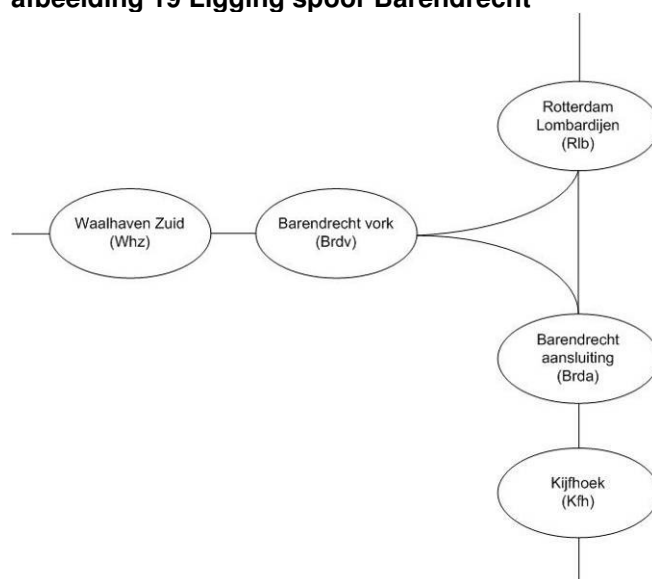 afbeelding 19 Ligging spoor Barendrecht
Rotterdam
Lombardijen
(Rlb)
Waalhaven Zuid
(Whz)
Barendrecht vork
(Brdv)
Barendrecht
aansluiting
(Brda)
Kijfhoek
(Kfh)